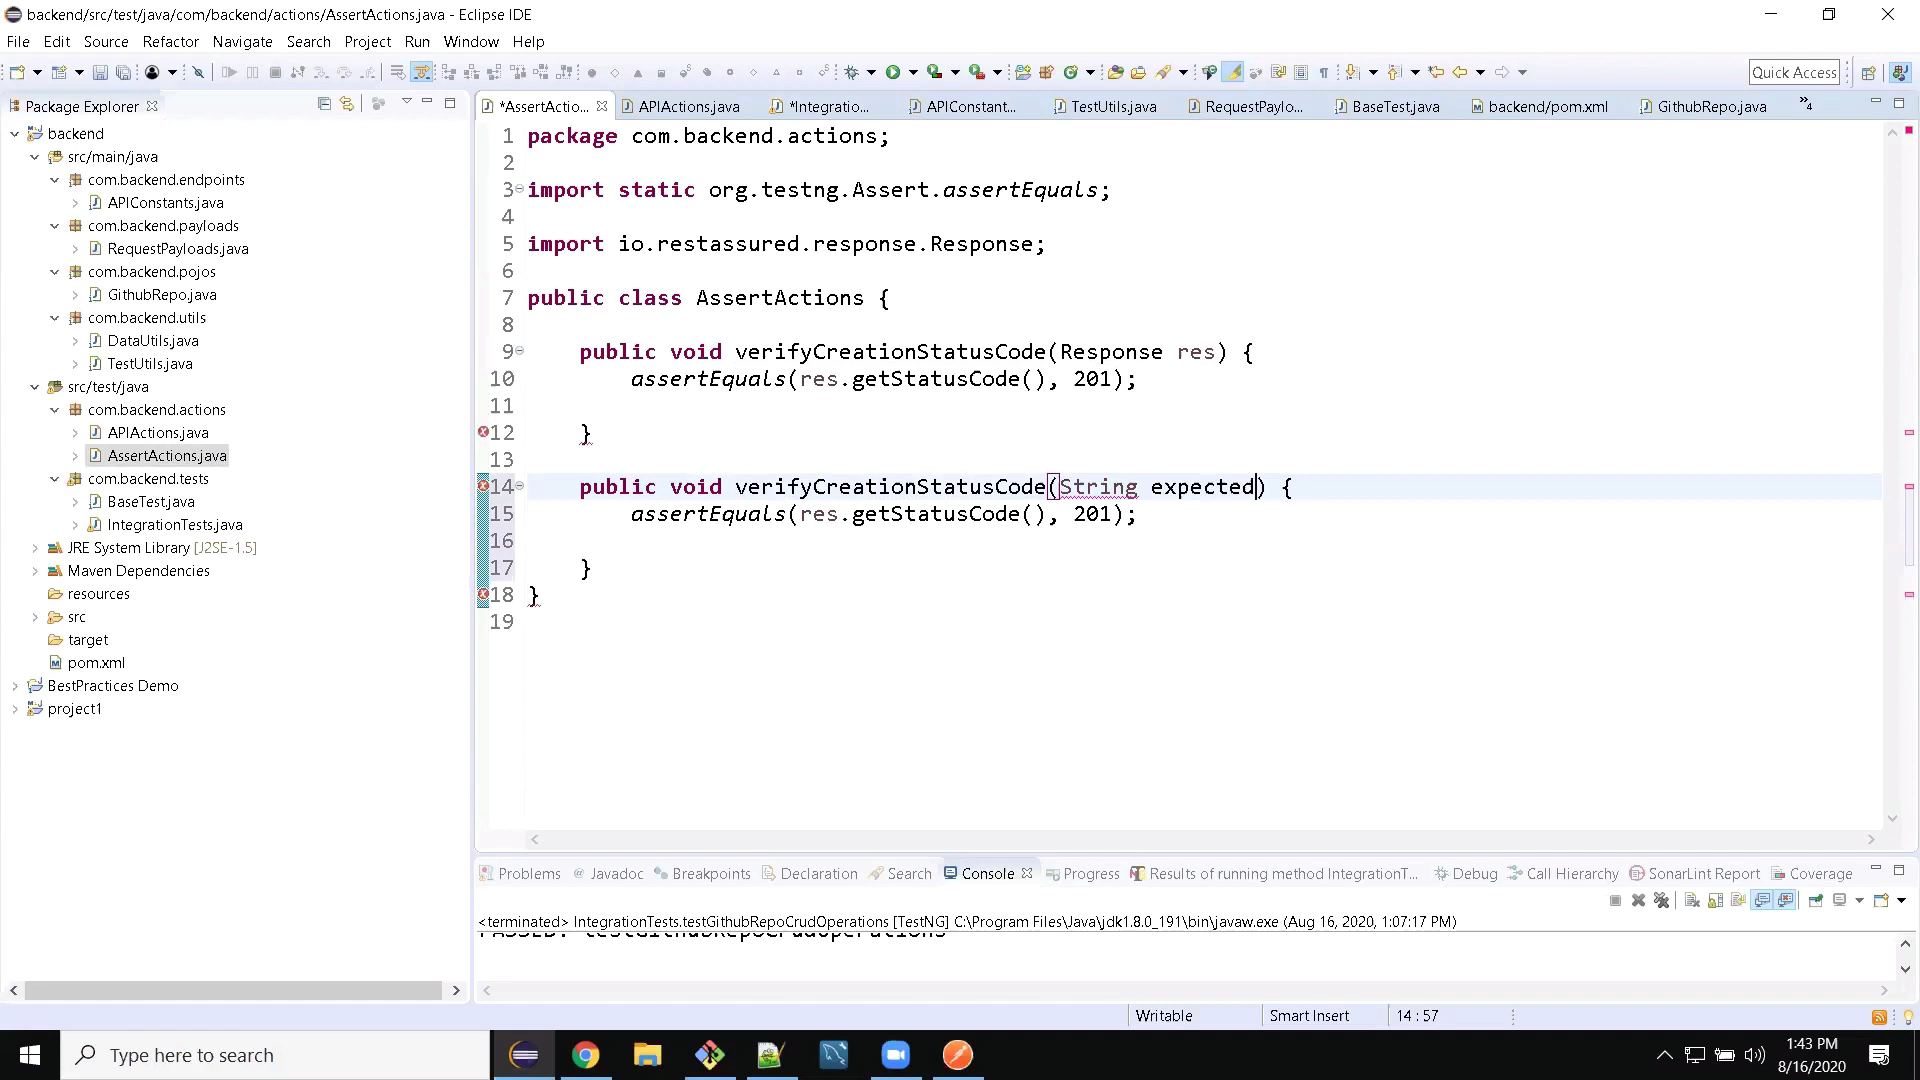 backend/src/test/java/com/backend/actions/AssertActions.java - Eclipse IDE
File Edit Source Refactor Navigate Search Project Run Window Help
Quick Access
Package Explorer
*AssertActio... APIActions.java *Integratio... APIConstant... TestUtils.java RequestPaylo... BaseTest.java backend/pom.xml GithubRepo.java »4
backend
src/main/java
com.backend.endpoints
APIConstants.java
com.backend.payloads
RequestPayloads.java
com.backend.pojos
GithubRepo.java
com.backend.utils
DataUtils.java
TestUtils.java
src/test/java
com.backend.actions
APIActions.java
AssertActions.java
com.backend.tests
BaseTest.java
IntegrationTests.java
JRE System Library [J2SE-1.5]
Maven Dependencies
resources
src
target
pom.xml
BestPractices Demo
project1
1 package com.backend.actions;
2
3 import static org.testng.Assert.assertEquals;
4
5 import io.restassured.response.Response;
6
7 public class AssertActions {
8
9 public void verifyCreationStatusCode(Response res) {
10 assertEquals(res.getStatusCode(), 201);
11
12 }
13
14 public void verifyCreationStatusCode(String expected) {
15 assertEquals(res.getStatusCode(), 201);
16
17 }
18 }
19
Problems @ Javadoc Breakpoints Declaration Search Console Progress Results of running method IntegrationT... Debug Call Hierarchy SonarLint Report Coverage
<terminated> IntegrationTests.testGithubRepoCrudOperations [TestNG] C:\Program Files\Java\jdk1.8.0_191\bin\javaw.exe (Aug 16, 2020, 1:07:17 PM)
PASSED: testGithubRepoCrudOperations
Writable Smart Insert 14 : 57
Type here to search
1:43 PM
8/16/2020